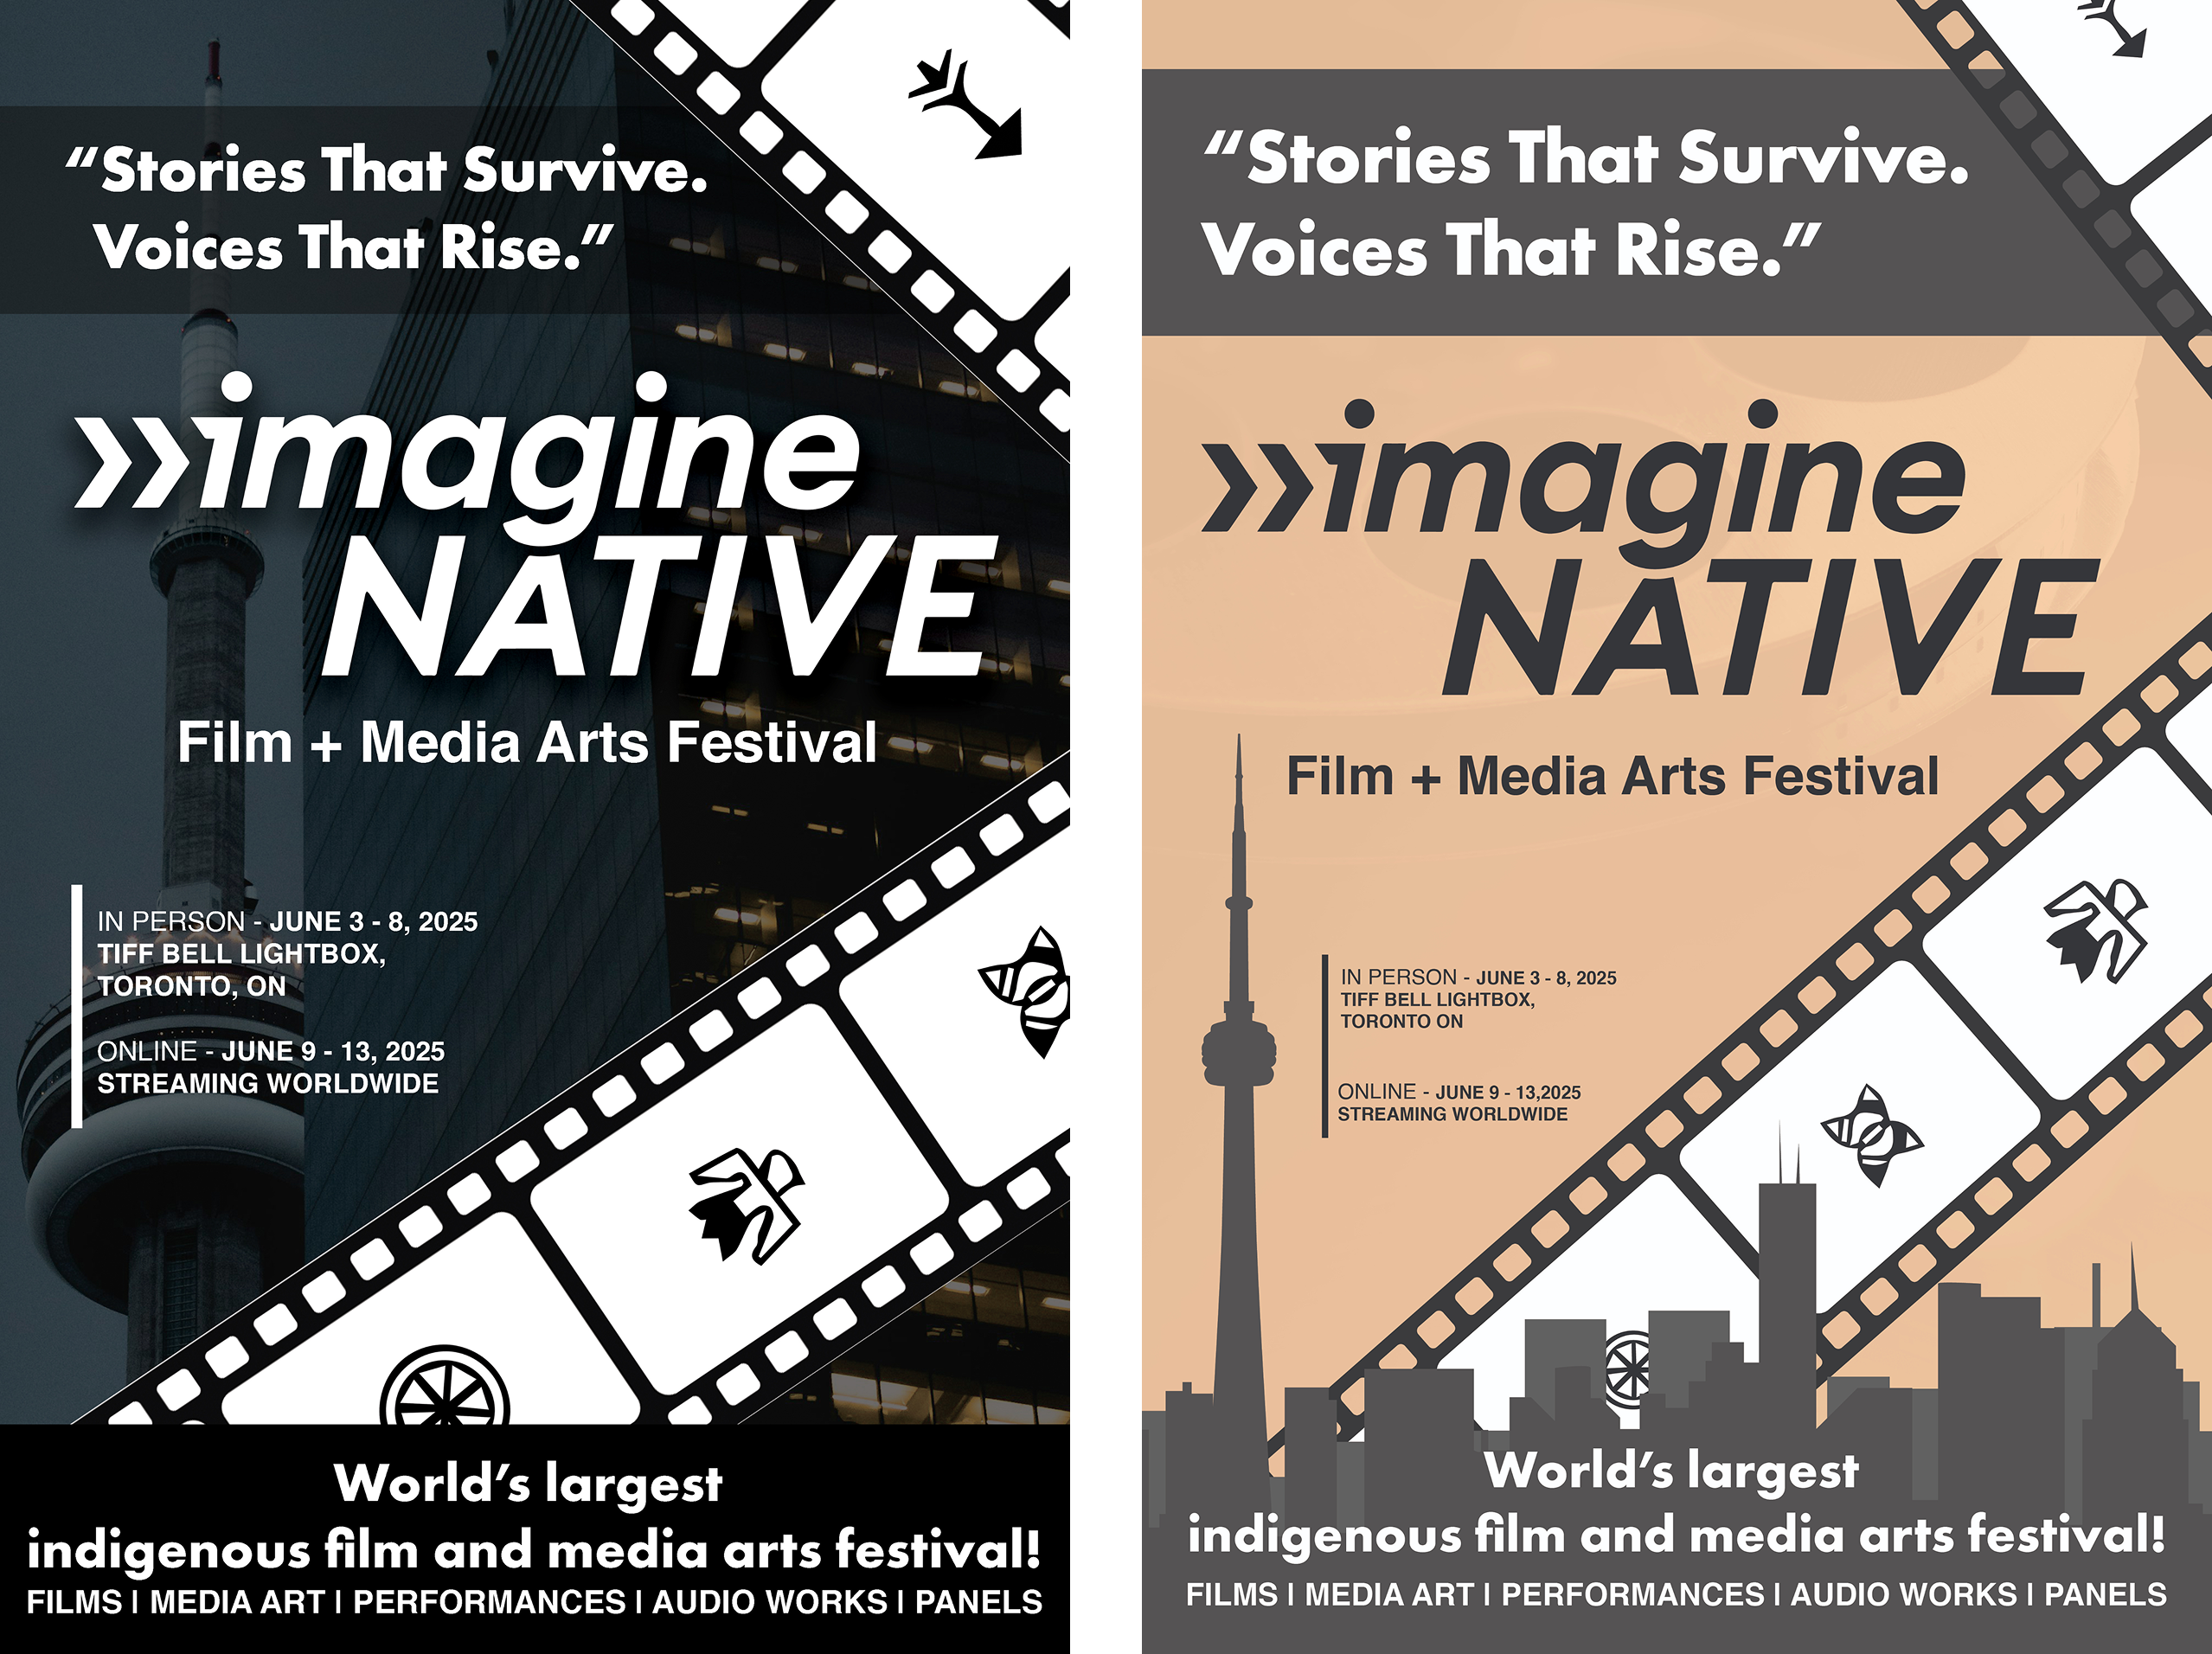 “Stories That Survive.
Voices That Rise.”
»imagine
NATIVE
Film + Media Arts Festival
IN PERSON - JUNE 3 - 8, 2025
TIFF BELL LIGHTBOX,
TORONTO, ON
ONLINE - JUNE 9 - 13, 2025
STREAMING WORLDWIDE
World’s largest
indigenous film and media arts festival!
FILMS | MEDIA ART | PERFORMANCES | AUDIO WORKS | PANELS
“Stories That Survive.
Voices That Rise.”
»imagine
NATIVE
Film + Media Arts Festival
IN PERSON - JUNE 3 - 8, 2025
TIFF BELL LIGHTBOX,
TORONTO ON
ONLINE - JUNE 9 - 13,2025
STREAMING WORLDWIDE
World’s largest
indigenous film and media arts festival!
FILMS | MEDIA ART | PERFORMANCES | AUDIO WORKS | PANELS